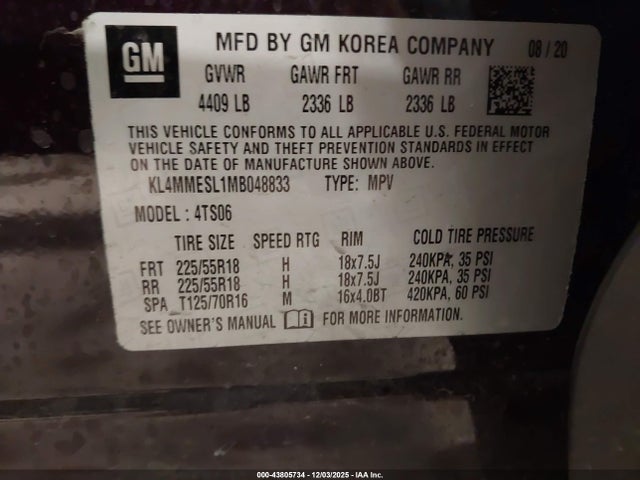 GM
MFD BY GM KOREA COMPANY 08 / 20
GVWR GAWR FRT GAWR RR
4409 LB 2336 LB 2336 LB
THIS VEHICLE CONFORMS TO ALL APPLICABLE U.S. FEDERAL MOTOR
VEHICLE SAFETY AND THEFT PREVENTION STANDARDS IN EFFECT
ON THE DATE OF MANUFACTURE SHOWN ABOVE.
KL4MMESL1MB048833 TYPE: MPV
MODEL : 4TS06
TIRE SIZE SPEED RTG RIM COLD TIRE PRESSURE
FRT 225/55R18 H 18x7.5J 240KPA, 35 PSI
RR 225/55R18 H 18x7.5J 240KPA, 35 PSI
SPA T125/70R16 M 16x4.0BT 420KPA, 60 PSI
SEE OWNER'S MANUAL i FOR MORE INFORMATION.
000-43805734 - 12/03/2025 - IAA Inc.